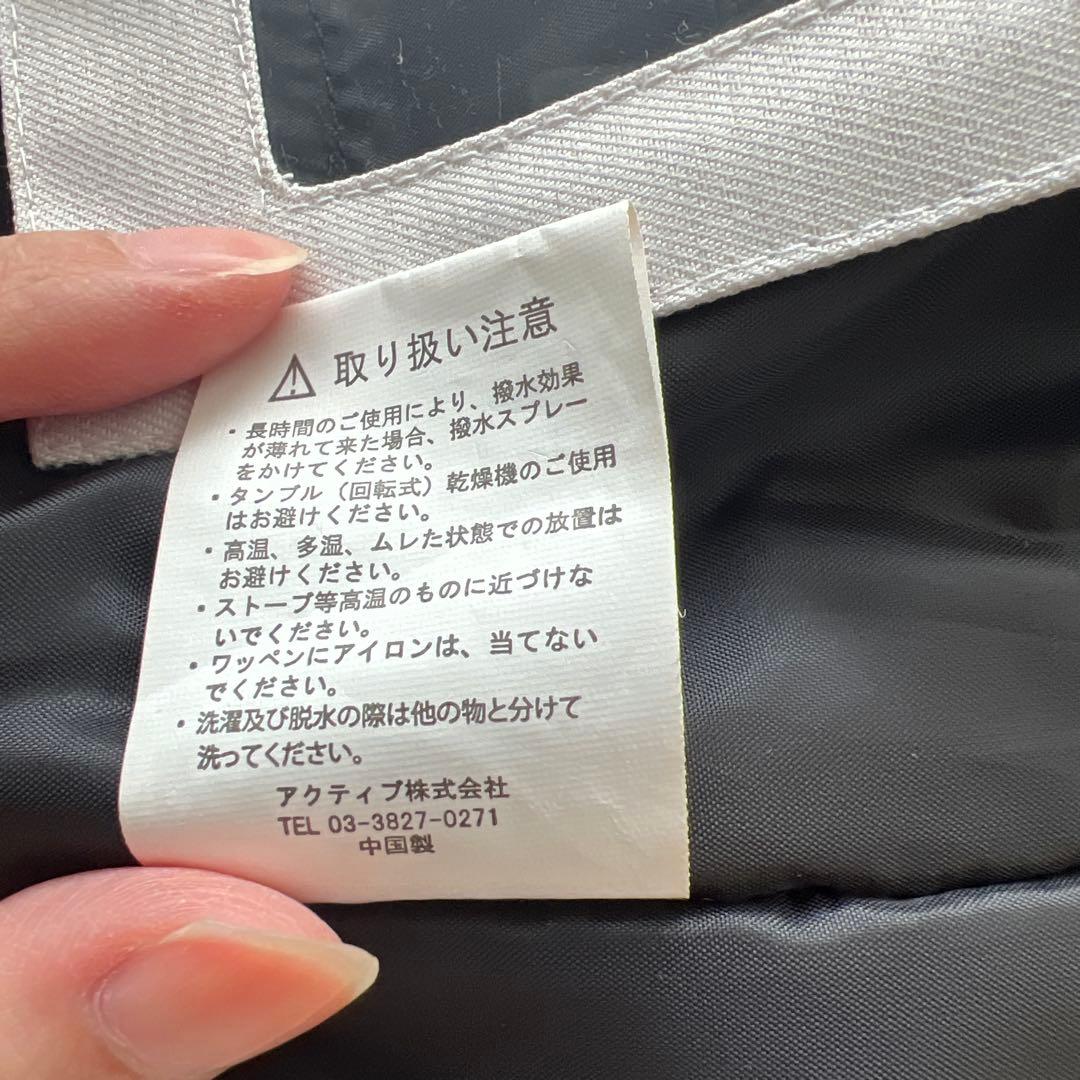 ⚠ 取り扱い注意
・長時間のご使用により、撥水効果
が薄れて来た場合、撥水スプレー
をかけてください。
・タンブル（回転式）乾燥機のご使用
はお避けください。
・高温、多湿、ムレた状態での放置は
お避けください。
・ストーブ等高温のものに近づけな
いでください。
・ワッペンにアイロンは、当てない
でください。
・洗濯及び脱水の際は他の物と分けて
洗ってください。
アクティブ株式会社
TEL 03-3827-0271
中国製